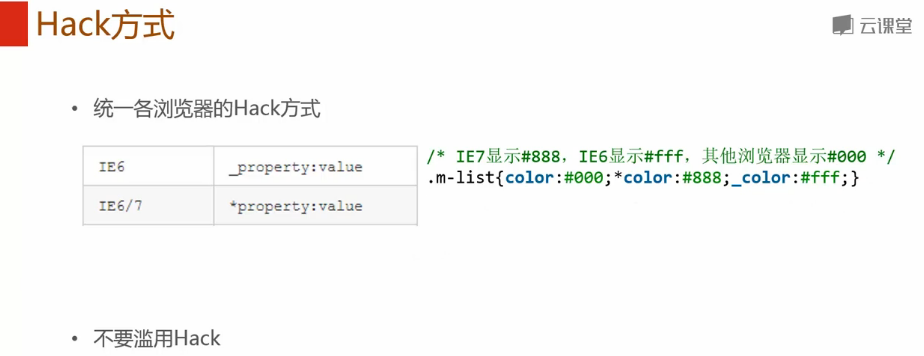 Hack方式
云课堂
• 统一各浏览器的Hack方式
IE6 _property:value
IE6/7 *property:value
/* IE7显示#888，IE6显示#fff，其他浏览器显示#000 */
.m-list{color:#000;*color:#888;_color:#fff;}
• 不要滥用Hack